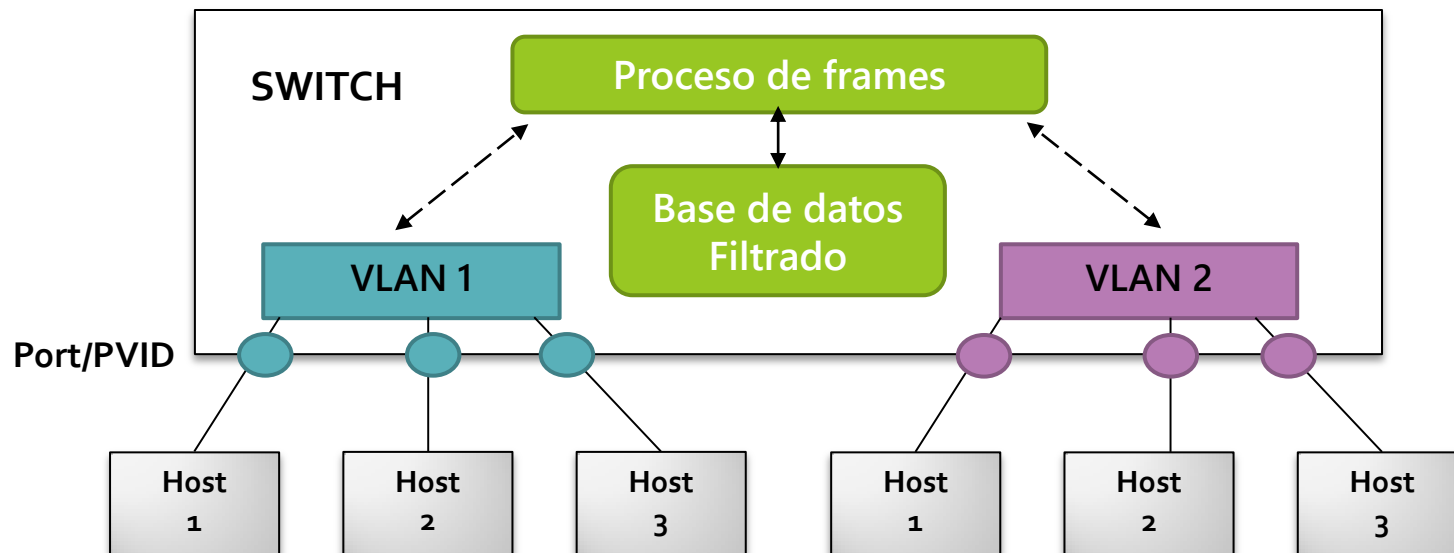 SWITCH
Proceso de frames
Base de datos
Filtrado
VLAN 1
VLAN 2
Port/PVID
Host
1
Host
2
Host
3
Host
1
Host
2
Host
3